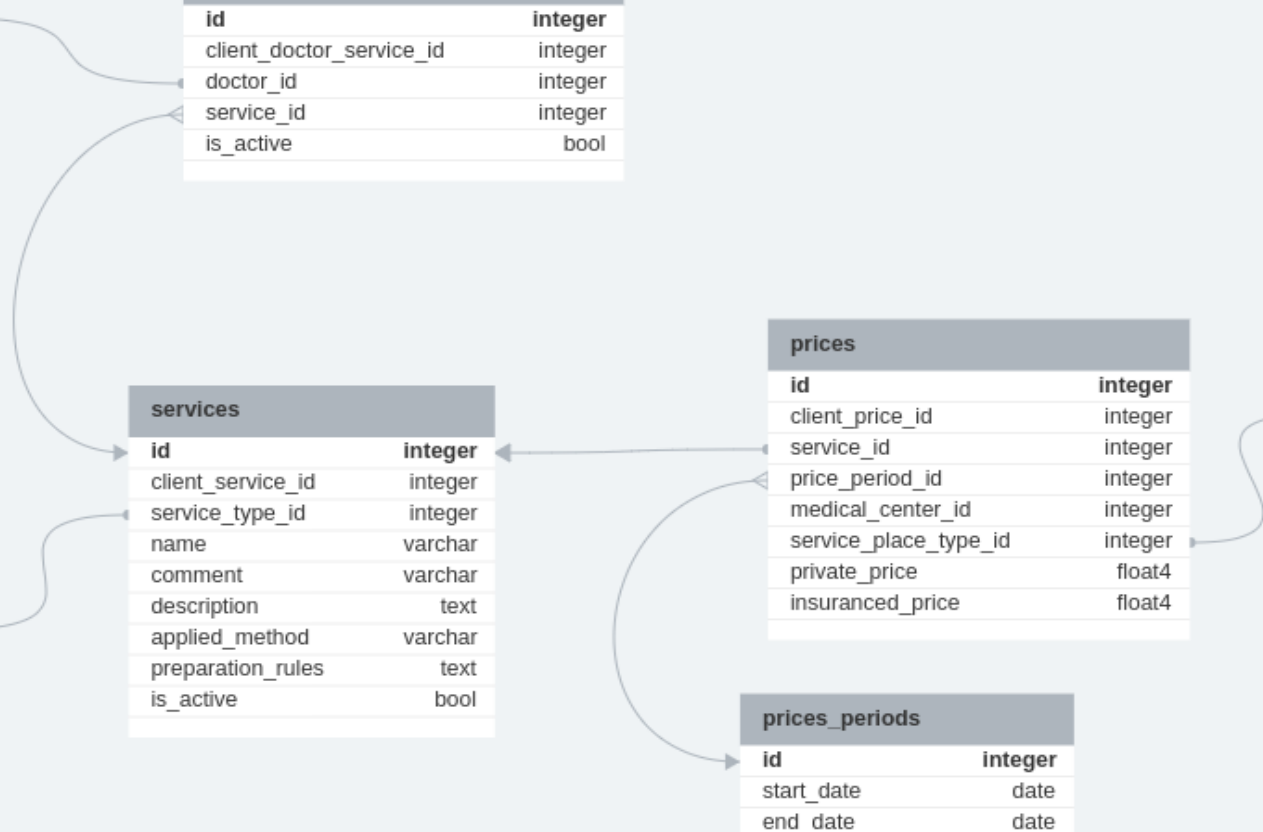 id integer
client_doctor_service_id integer
doctor_id integer
service_id integer
is_active bool
services
id integer
client_service_id integer
service_type_id integer
name varchar
comment varchar
description text
applied_method varchar
preparation_rules text
is_active bool
prices
id integer
client_price_id integer
service_id integer
price_period_id integer
medical_center_id integer
service_place_type_id integer
private_price float4
insuranced_price float4
prices_periods
id integer
start_date date
end_date date